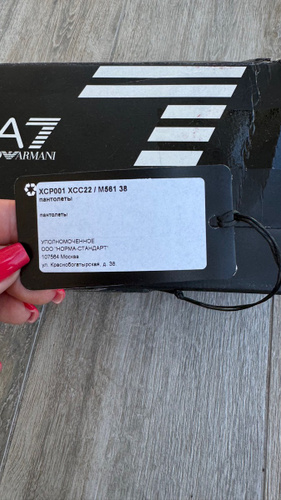 A7
ARMANI
XCP001 XCC22 / M561 38
пантолеты
пантолеты
УПОЛНОМОЧЕННОЕ
ООО "НОРМА-СТАНДАРТ"
107564 Москва
ул. Краснобогатырская, д. 38